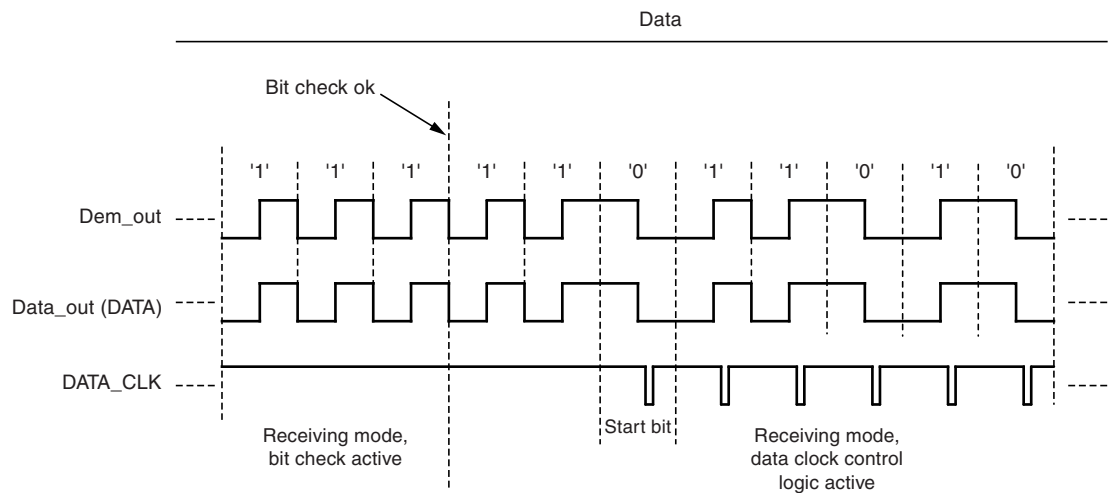 Data
Bit check ok
'1' '1' '1' '1' '1' '0' '1' '1' '0' '1' '0'
Dem_out
Data_out (DATA)
DATA_CLK
Start bit
Receiving mode,
bit check active
Receiving mode,
data clock control
logic active